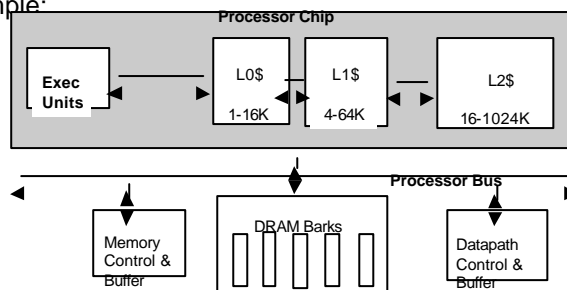 mple:
Processor Chip
Exec
Units
L0$
1-16K
L1$
4-64K
L2$
16-1024K
Processor Bus
Memory
Control &
Buffer
DRAM Barks
Datapath
Control &
Buffer